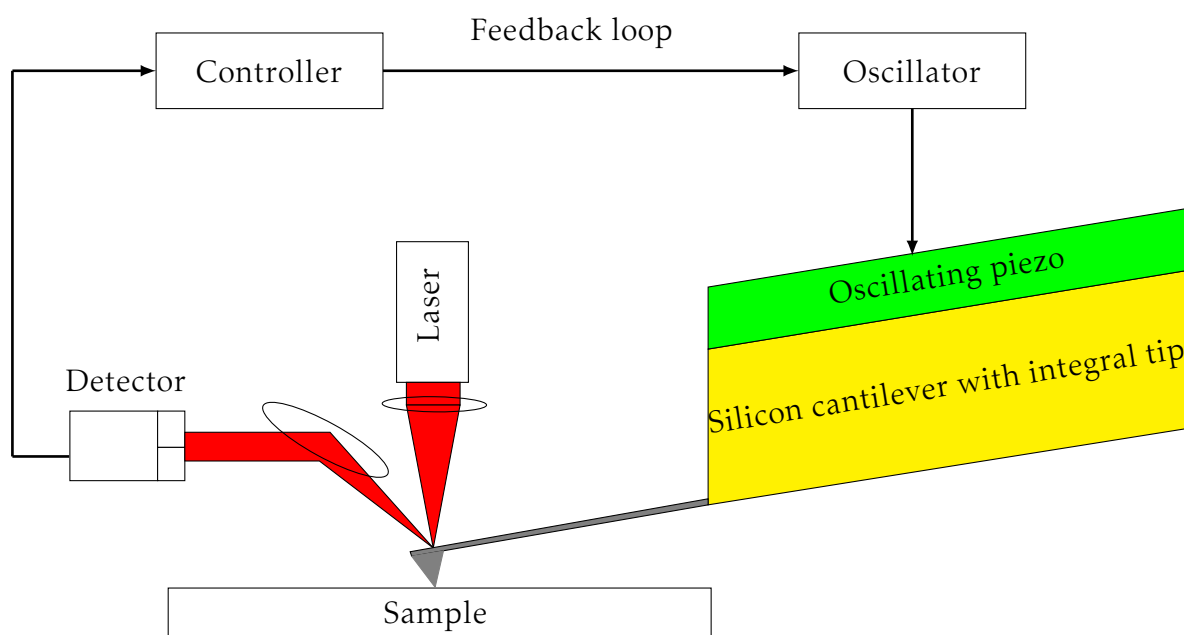 Feedback loop
Controller
Oscillator
Oscillating piezo
Laser
Silicon cantilever with integral tip
Detector
Sample